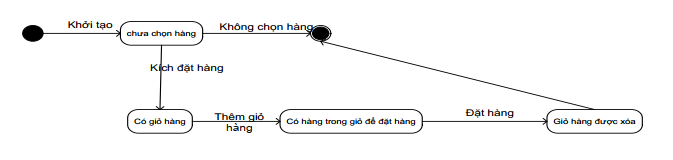 Khởi tạo
chưa chọn hàng
Không chọn hàng
Kích đặt hàng
Có giỏ hàng
Thêm giỏ
hàng
Có hàng trong giỏ để đặt hàng
Đặt hàng
Giỏ hàng được xóa